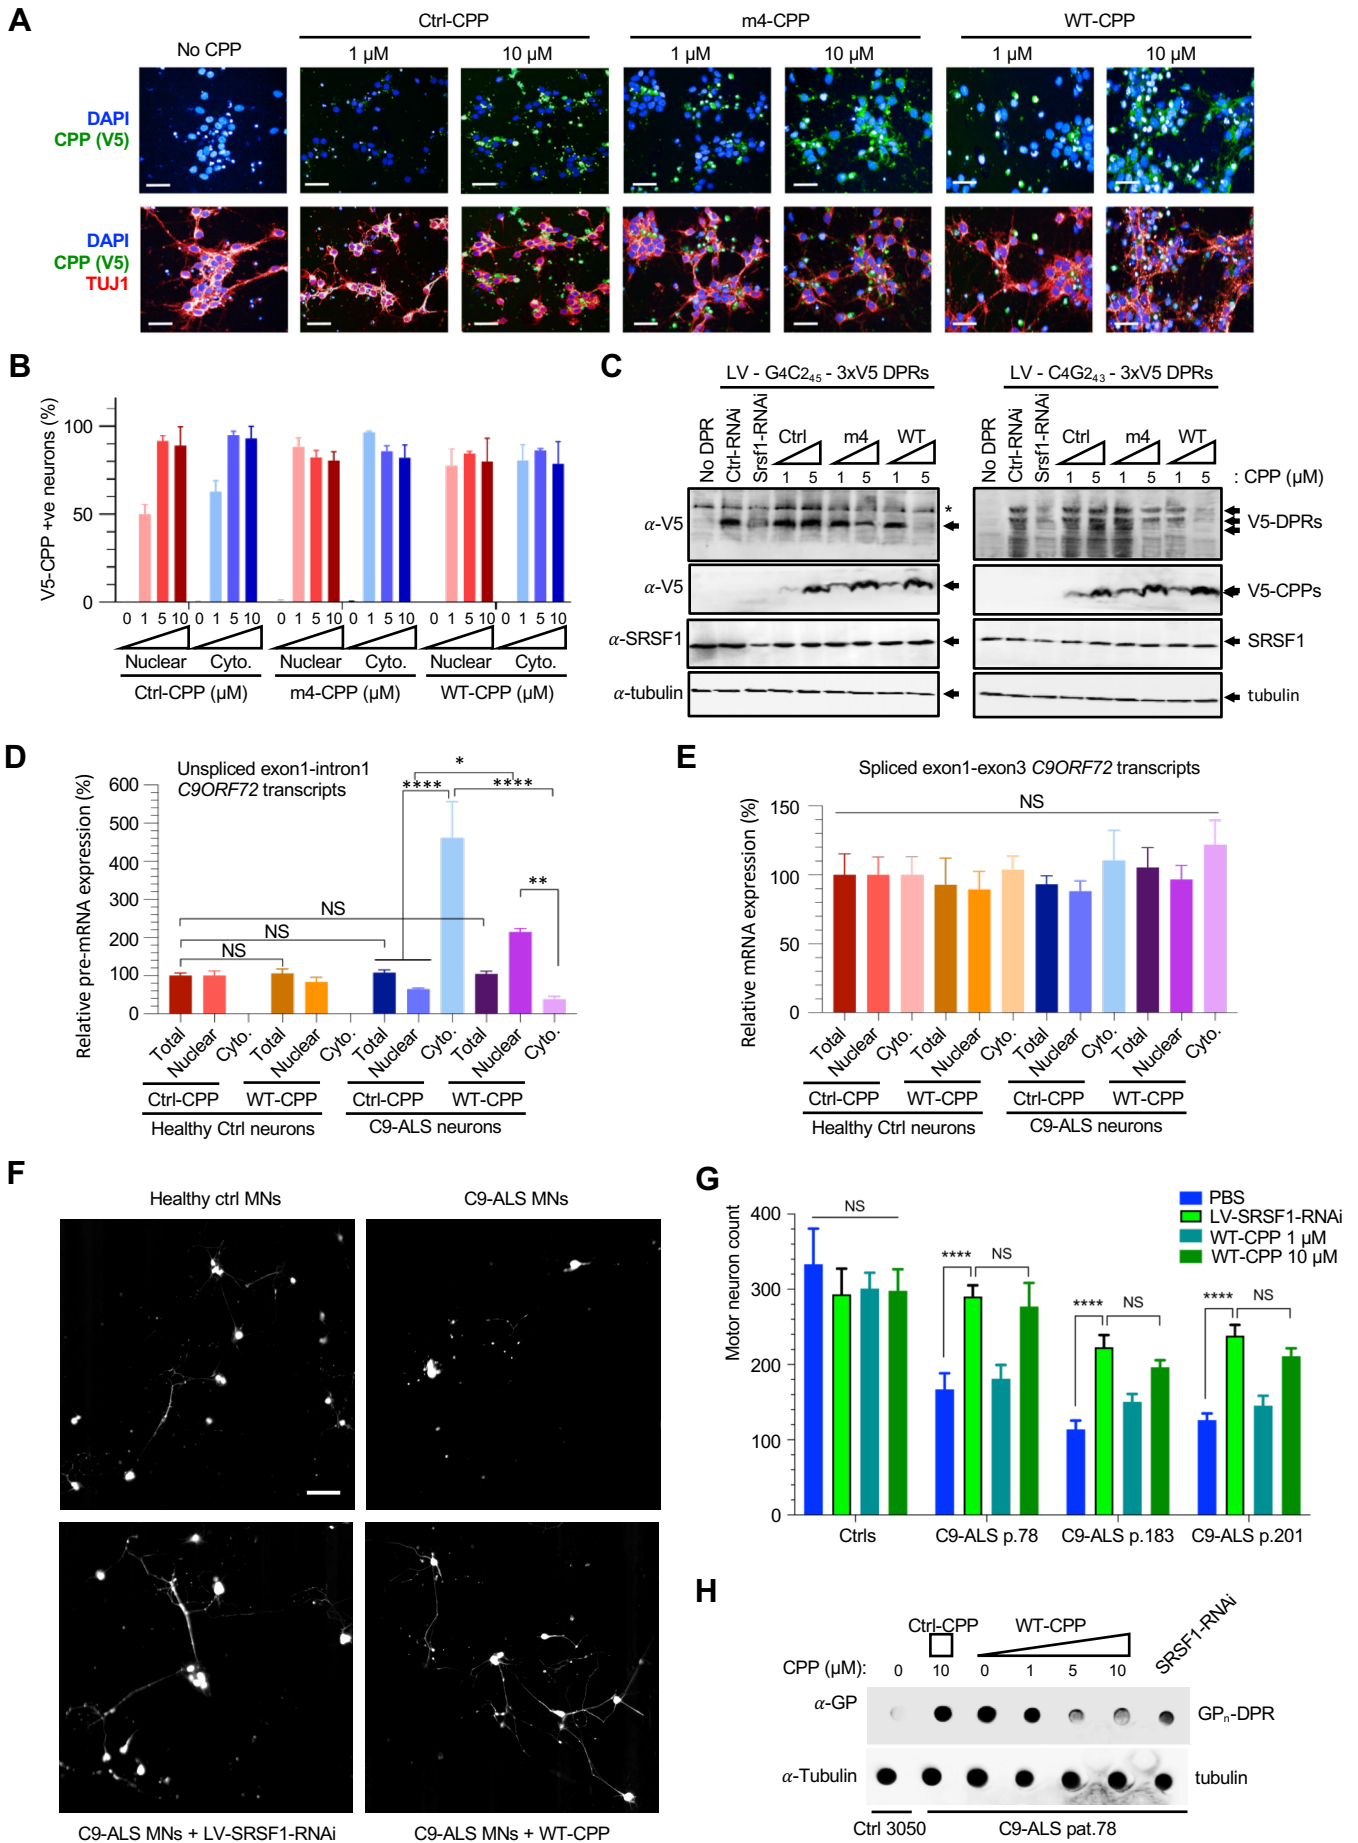 A
Ctrl-CPP m4-CPP WT-CPP
No CPP 1 µM 10 µM 1 µM 10 µM 1 µM 10 µM
DAPI
CPP (V5)
DAPI
CPP (V5)
TUJ1
B
V5-CPP +ve neurons (%)
100
50
0
0 1 5 10 0 1 5 10 0 1 5 10 0 1 5 10 0 1 5 10 0 1 5 10
Nuclear Cyto. Nuclear Cyto. Nuclear Cyto.
Ctrl-CPP (µM) m4-CPP (µM) WT-CPP (µM)
C
LV - G4C2₄₅ - 3xV5 DPRs LV - C4G2₄₃ - 3xV5 DPRs
No DPR Ctrl-RNAi Srsf1-RNAi Ctrl m4 WT No DPR Ctrl-RNAi Srsf1-RNAi Ctrl m4 WT
1 5 1 5 1 5 1 5 1 5 1 5 : CPP (µM)
α-V5 * V5-DPRs
α-V5 V5-CPPs
α-SRSF1 SRSF1
α-tubulin tubulin
D
Unspliced exon1-intron1
C9ORF72 transcripts
Relative pre-mRNA expression (%)
600
500
400
300
200
100
0
* **** **** **
NS
NS
NS
Total Nuclear Cyto. Total Nuclear Cyto. Total Nuclear Cyto. Total Nuclear Cyto.
Ctrl-CPP WT-CPP Ctrl-CPP WT-CPP
Healthy Ctrl neurons C9-ALS neurons
E
Spliced exon1-exon3 C9ORF72 transcripts
Relative mRNA expression (%)
150
100
50
0
NS
Total Nuclear Cyto. Total Nuclear Cyto. Total Nuclear Cyto. Total Nuclear Cyto.
Ctrl-CPP WT-CPP Ctrl-CPP WT-CPP
Healthy Ctrl neurons C9-ALS neurons
F
Healthy ctrl MNs C9-ALS MNs
C9-ALS MNs + LV-SRSF1-RNAi C9-ALS MNs + WT-CPP
G
PBS
LV-SRSF1-RNAi
WT-CPP 1 µM
WT-CPP 10 µM
Motor neuron count
400
300
200
100
0
NS
**** NS
**** NS
**** NS
Ctrls C9-ALS p.78 C9-ALS p.183 C9-ALS p.201
H
Ctrl-CPP WT-CPP SRSF1-RNAi
CPP (µM): 0 10 0 1 5 10
α-GP GPₙ-DPR
α-Tubulin tubulin
Ctrl 3050 C9-ALS pat.78